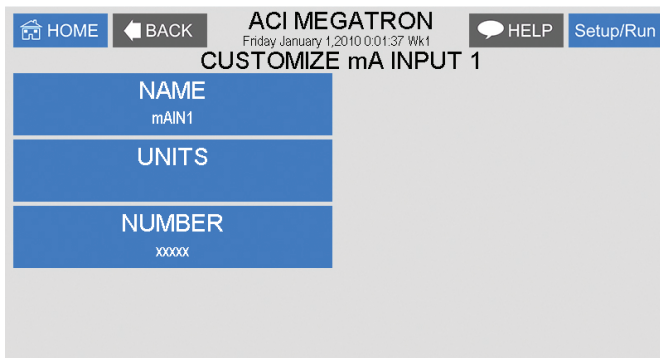 HOME
BACK
ACI MEGATRON
Friday January 1,2010 0:01:37 Wk1
HELP
Setup/Run
CUSTOMIZE mA INPUT 1
NAME
mAIN1
UNITS
NUMBER
xxxxx